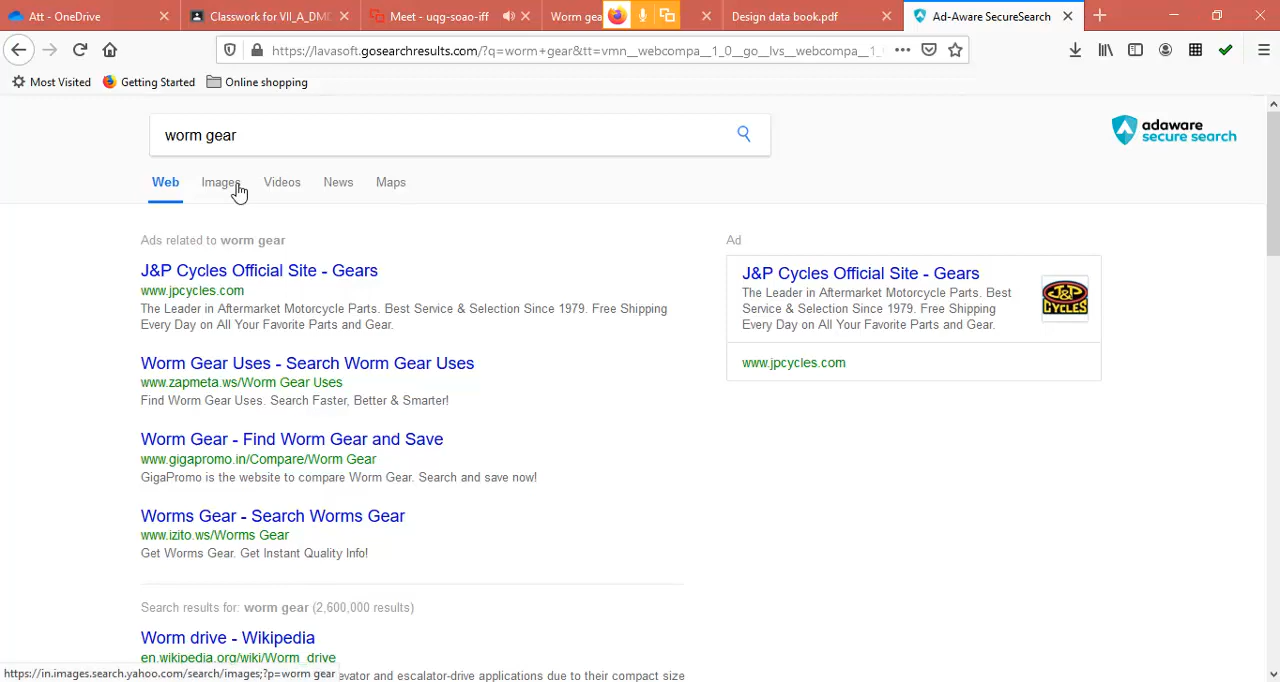 Att - OneDrive
Classwork for VII_A_DMD
Meet - uqg-soao-iff
Worm gea
Design data book.pdf
Ad-Aware SecureSearch
https://lavasoft.gosearchresults.com/?q=worm+gear&tt=vmn__webcompa__1_0__go__lvs__webcompa__1_
Most Visited
Getting Started
Online shopping
worm gear
adaware
secure search
Web
Images
Videos
News
Maps
Ads related to worm gear
J&P Cycles Official Site - Gears
www.jpcycles.com
The Leader in Aftermarket Motorcycle Parts. Best Service & Selection Since 1979. Free Shipping
Every Day on All Your Favorite Parts and Gear.
Worm Gear Uses - Search Worm Gear Uses
www.zapmeta.ws/Worm Gear Uses
Find Worm Gear Uses. Search Faster, Better & Smarter!
Worm Gear - Find Worm Gear and Save
www.gigapromo.in/Compare/Worm Gear
GigaPromo is the website to compare Worm Gear. Search and save now!
Worms Gear - Search Worms Gear
www.izito.ws/Worms Gear
Get Worms Gear. Get Instant Quality Info!
Search results for: worm gear (2,600,000 results)
Worm drive - Wikipedia
en.wikipedia.org/wiki/Worm_drive
evator and escalator-drive applications due to their compact size
https://in.images.search.yahoo.com/search/images;?p=worm gear
Ad
J&P Cycles Official Site - Gears
The Leader in Aftermarket Motorcycle Parts. Best
Service & Selection Since 1979. Free Shipping
Every Day on All Your Favorite Parts and Gear.
J&P
CYCLES
www.jpcycles.com